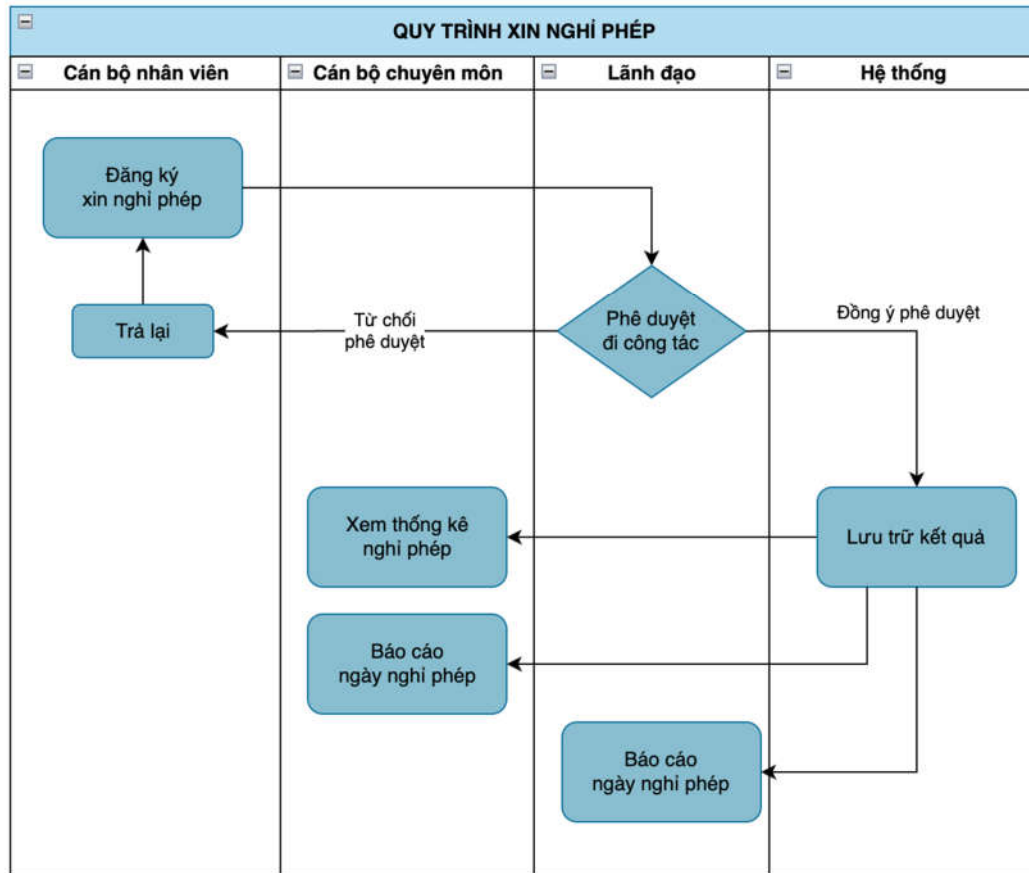 QUY TRÌNH XIN NGHỈ PHÉP
Cán bộ nhân viên
Cán bộ chuyên môn
Lãnh đạo
Hệ thống
Đăng ký
xin nghỉ phép
Trả lại
Từ chối
phê duyệt
Phê duyệt
đi công tác
Đồng ý phê duyệt
Xem thống kê
nghỉ phép
Lưu trữ kết quả
Báo cáo
ngày nghỉ phép
Báo cáo
ngày nghỉ phép